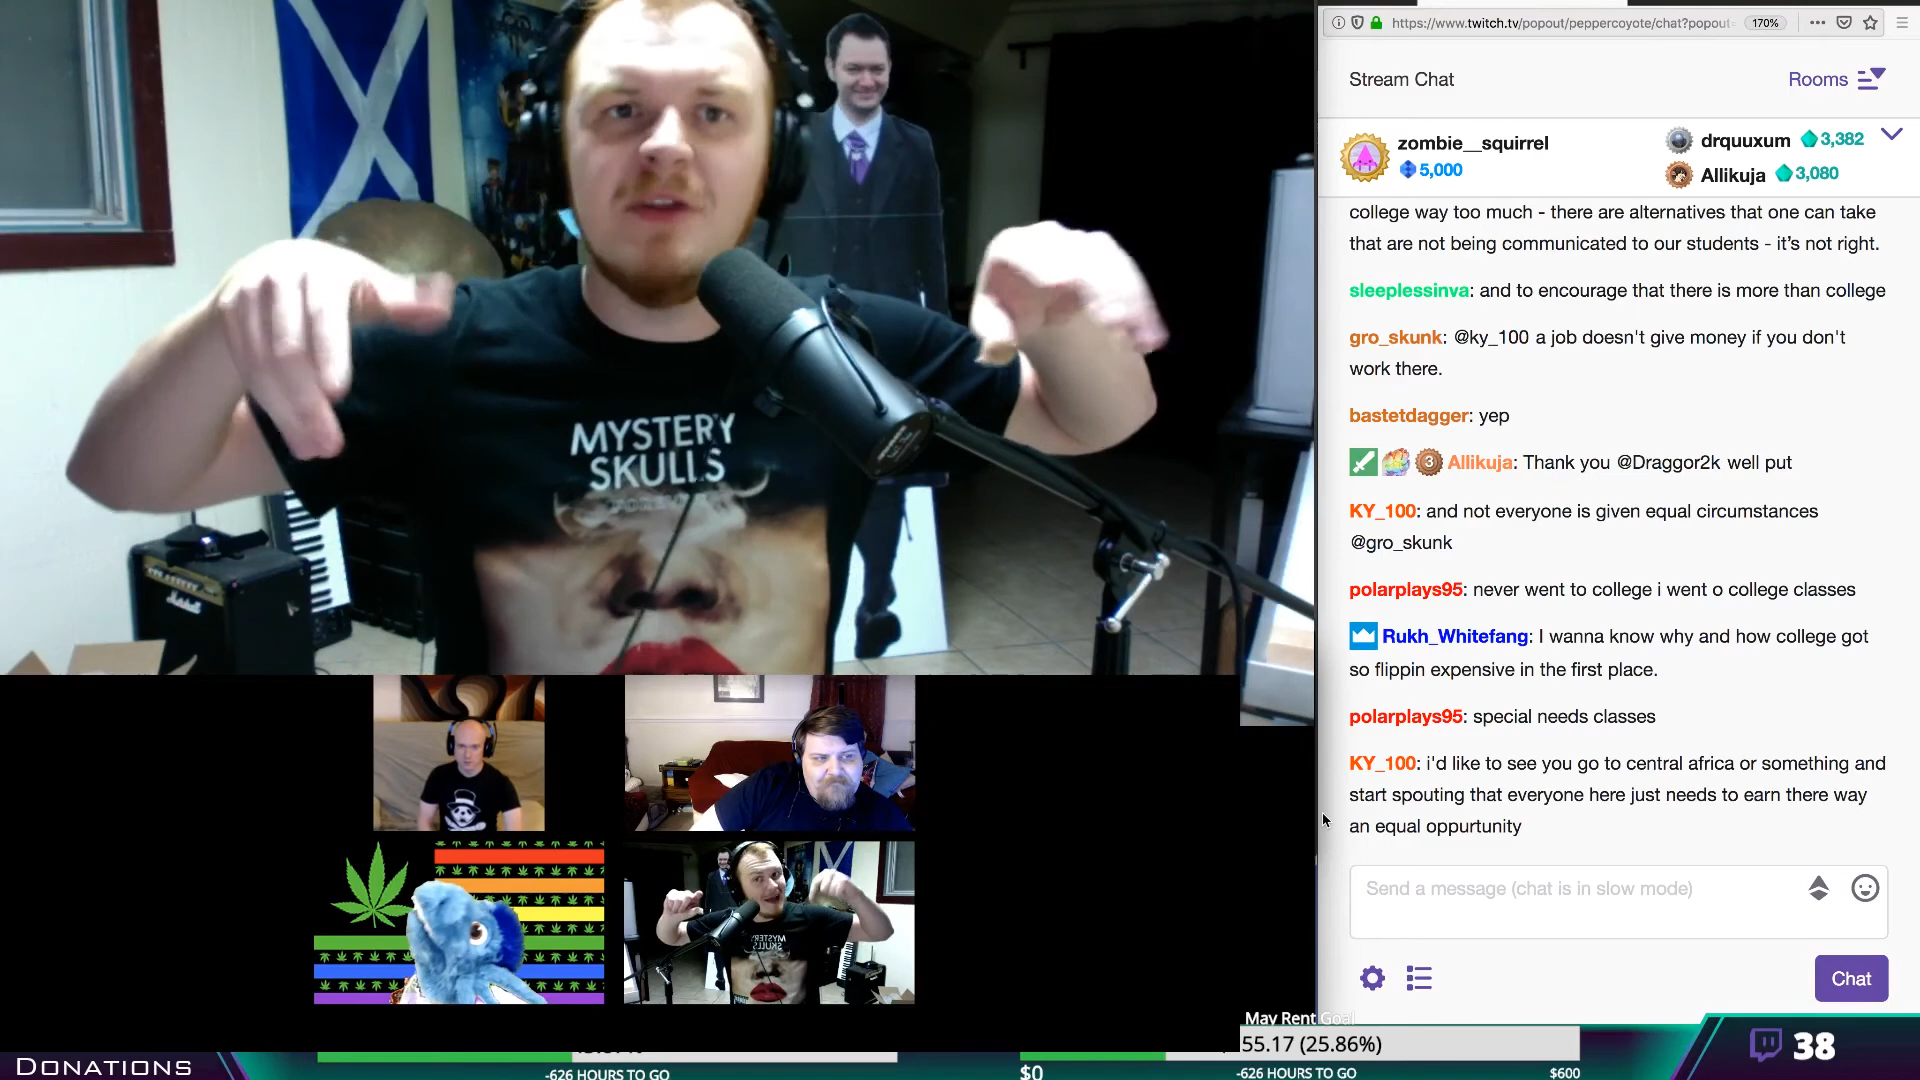 https://www.twitch.tv/popout/peppercoyote/chat?popout=
170%
Stream Chat
Rooms
zombie__squirrel
5,000
drquuxum 3,382
Allikuja 3,080
college way too much - there are alternatives that one can take
that are not being communicated to our students - it's not right.
sleeplessinva: and to encourage that there is more than college
gro_skunk: @ky_100 a job doesn't give money if you don't
work there.
bastetdagger: yep
3 Allikuja: Thank you @Draggor2k well put
KY_100: and not everyone is given equal circumstances
@gro_skunk
polarplays95: never went to college i went o college classes
Rukh_Whitefang: I wanna know why and how college got
so flippin expensive in the first place.
polarplays95: special needs classes
KY_100: i'd like to see you go to central africa or something and
start spouting that everyone here just needs to earn there way
an equal oppurtunity
Send a message (chat is in slow mode)
Chat
MYSTERY
SKULLS
Marshall
MYSTERY
SKULLS
May Rent Goal
55.17 (25.86%)
DONATIONS
-626 HOURS TO GO
$0
-626 HOURS TO GO
$600
38